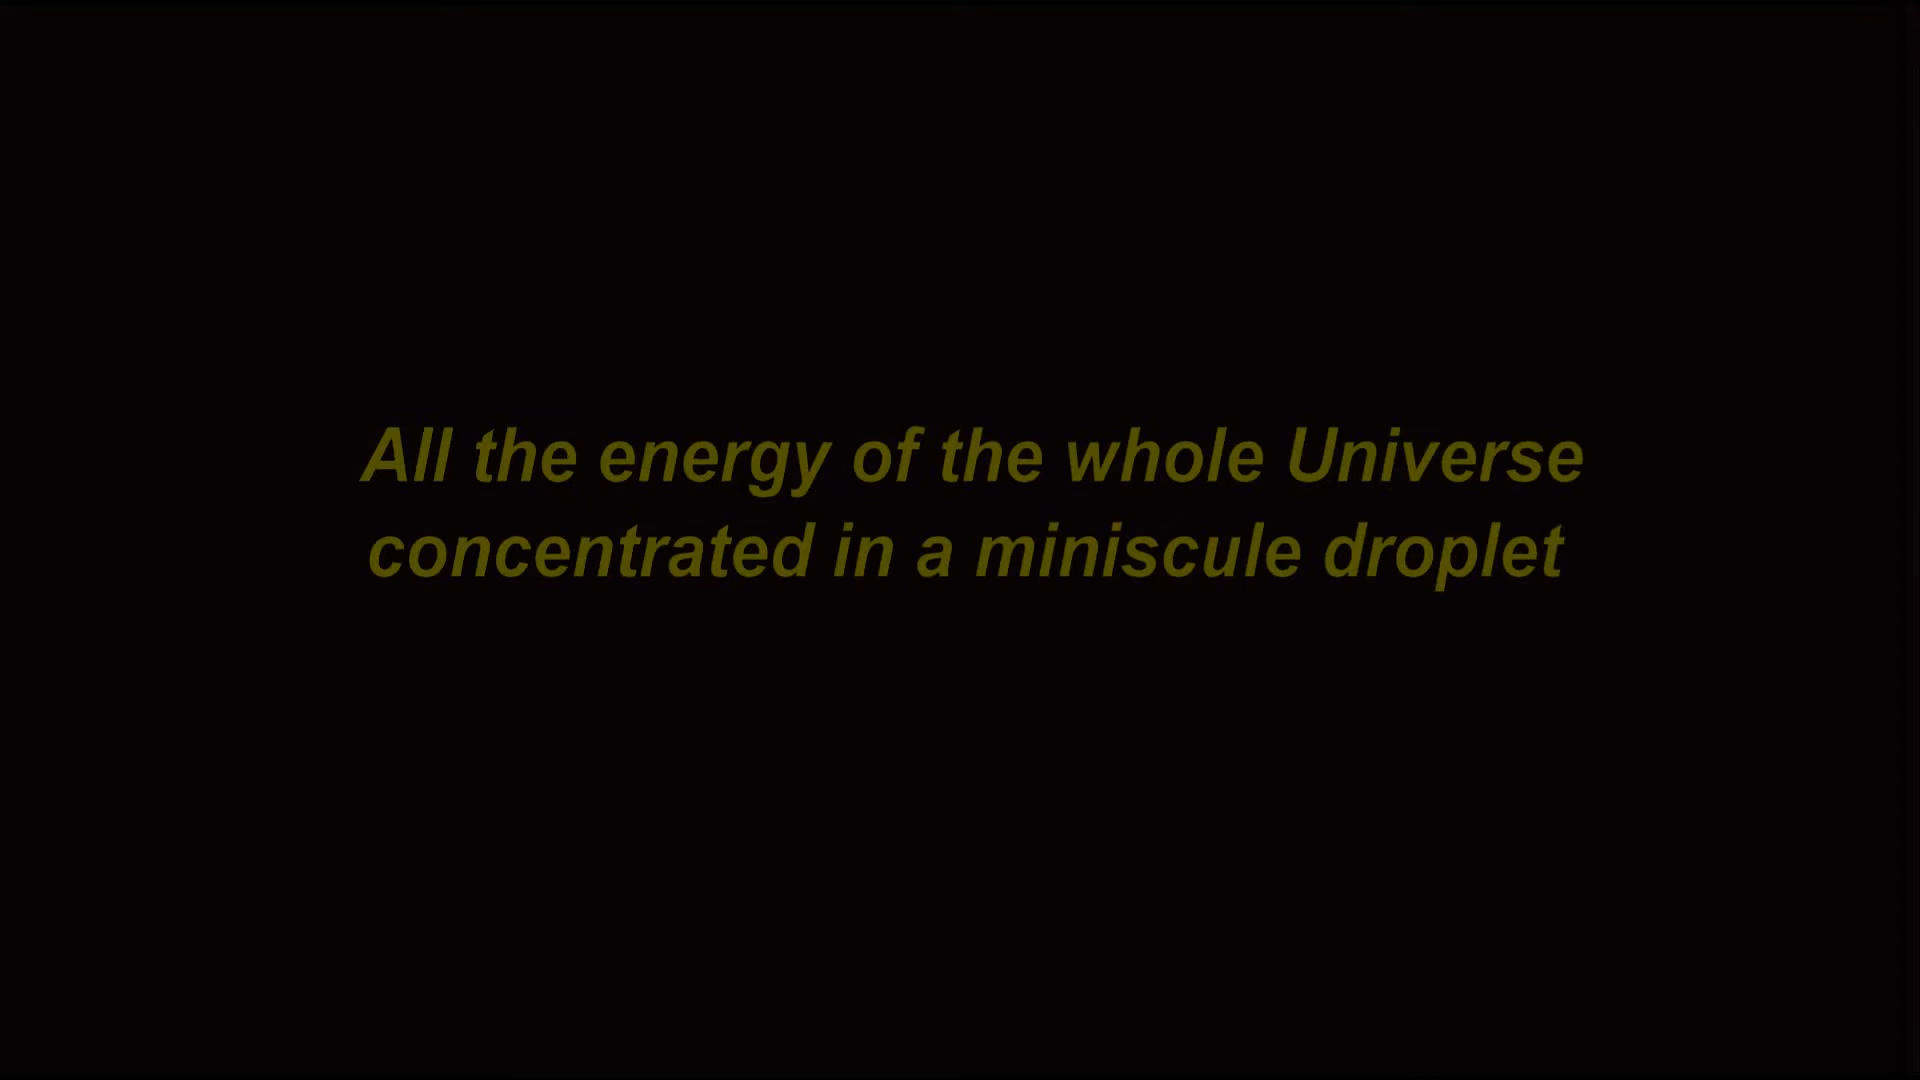 All the energy of the whole Universe
concentrated in a miniscule droplet